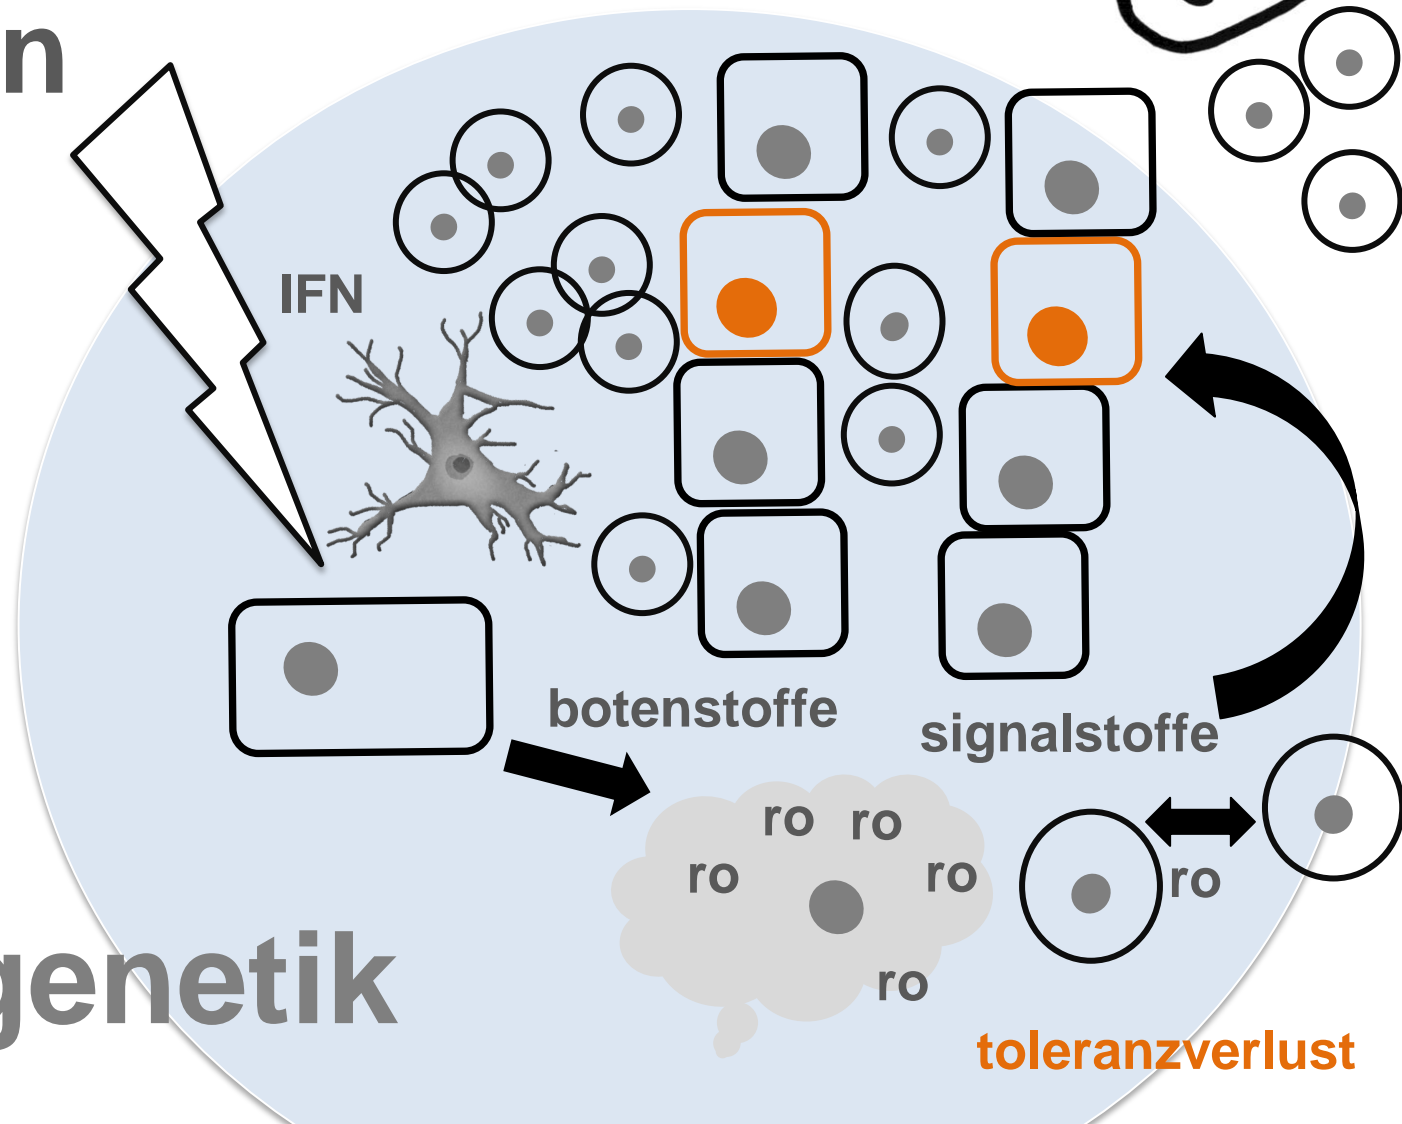 n
IFN
botenstoffe
signalstoffe
ro ro
ro
ro
ro
ro
genetik
toleranzverlust